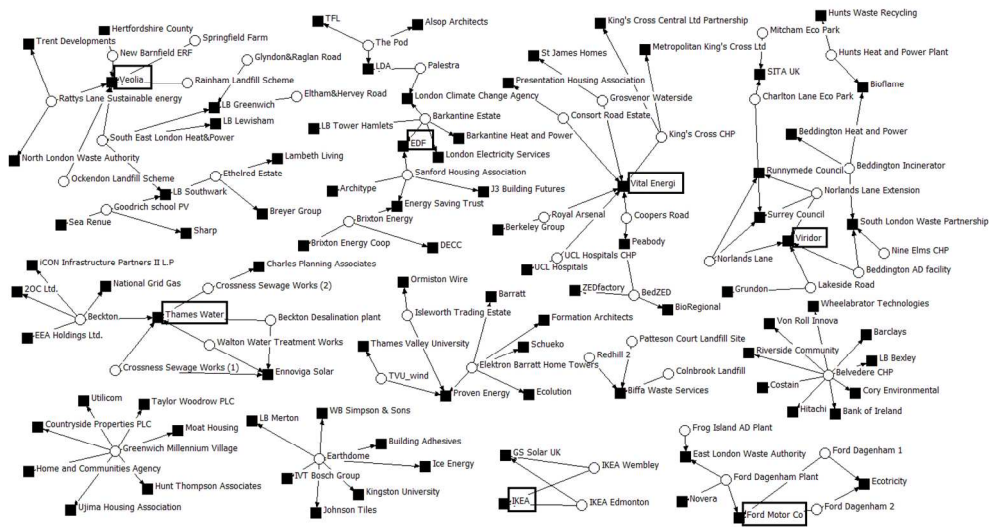 Hertfordshire County
Springfield Farm
Trent Developments
New Barnfield ERF
Glyndon&Raglan Road
Veolia
Rainham Landfill Scheme
Rattys Lane Sustainable energy
LB Greenwich
Eltham&Hervey Road
LB Lewisham
South East London Heat&Power
North London Waste Authority
Lambeth Living
Ethelred Estate
Ockendon Landfill Scheme
LB Southwark
Goodrich school PV
Breyer Group
Sea Renue
Sharp
TFL
Alsop Architects
The Pod
LDA
Palestra
London Climate Change Agency
Barkantine Estate
LB Tower Hamlets
Barkantine Heat and Power
EDF
London Electricity Services
Sanford Housing Association
Architype
J3 Building Futures
Energy Saving Trust
Brixton Energy
Brixton Energy Coop
DECC
King's Cross Central Ltd Partnership
St James Homes
Metropolitan King's Cross Ltd
Presentation Housing Association
Grosvenor Waterside
Consort Road Estate
King's Cross CHP
Vital Energi
Royal Arsenal
Coopers Road
Berkeley Group
Peabody
UCL Hospitals CHP
UCL Hospitals
ZEDfactory
BedZED
BioRegional
Hunts Waste Recycling
Mitcham Eco Park
Hunts Heat and Power Plant
SITA UK
Bioflame
Charlton Lane Eco Park
Beddington Heat and Power
Beddington Incinerator
Runnymede Council
Norlands Lane Extension
Surrey Council
South London Waste Partnership
Viridor
Nine Elms CHP
Norlands Lane
Beddington AD facility
Grundon
Lakeside Road
iCON Infrastructure Partners II L.P
Charles Planning Associates
National Grid Gas
Crossness Sewage Works (2)
2OC Ltd.
Beckton
Thames Water
Beckton Desalination plant
EEA Holdings Ltd.
Walton Water Treatment Works
Crossness Sewage Works (1)
Ennoviga Solar
Ormiston Wire
Barratt
Isleworth Trading Estate
Formation Architects
Thames Valley University
Schueko
Elektron Barratt Home Towers
TVU_wind
Proven Energy
Ecolution
Redhill 2
Patteson Court Landfill Site
Colnbrook Landfill
Biffa Waste Services
Wheelabrator Technologies
Von Roll Innova
Barclays
Riverside Community
LB Bexley
Belvedere CHP
Costain
Cory Environmental
Hitachi
Bank of Ireland
Utilicom
Taylor Woodrow PLC
Countryside Properties PLC
Moat Housing
Greenwich Millennium Village
Home and Communities Agency
Hunt Thompson Associates
Ujima Housing Association
LB Merton
WB Simpson & Sons
Building Adhesives
Earthdome
Ice Energy
IVT Bosch Group
Kingston University
Johnson Tiles
GS Solar UK
IKEA Wembley
IKEA
IKEA Edmonton
Frog Island AD Plant
East London Waste Authority
Ford Dagenham 1
Ford Dagenham Plant
Ecotricity
Novera
Ford Motor Co
Ford Dagenham 2